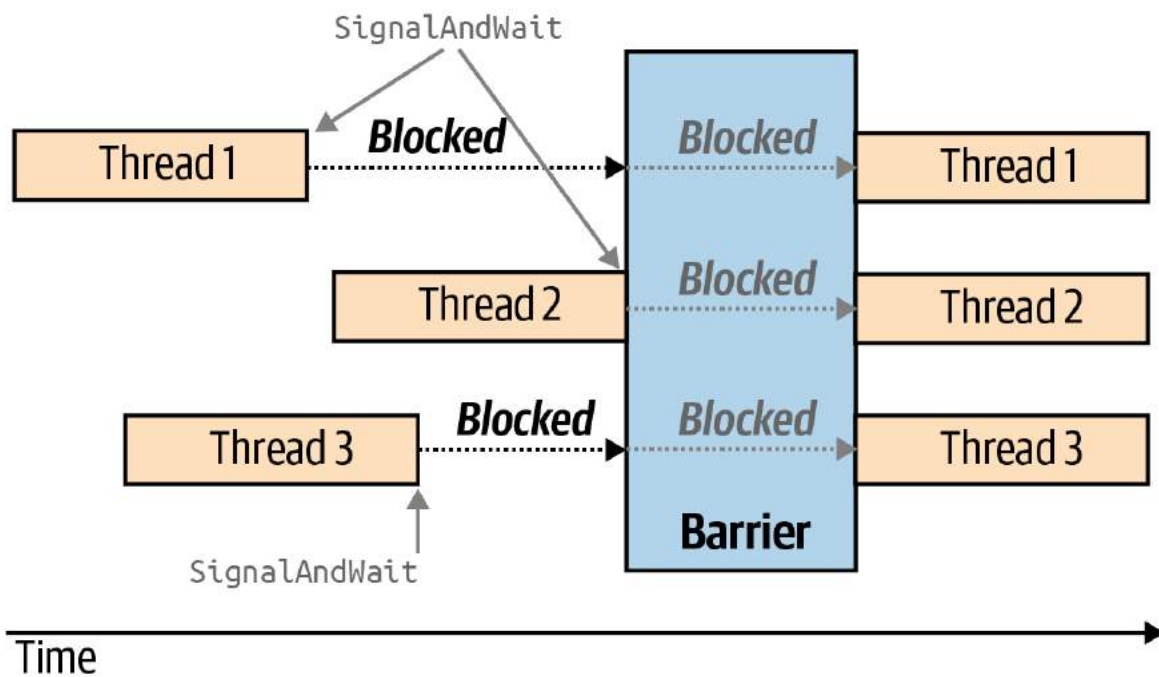 SignalAndWait
Thread 1
Blocked
Blocked
Thread 1
Thread 2
Blocked
Thread 2
Thread 3
Blocked
Blocked
Thread 3
Barrier
SignalAndWait
Time